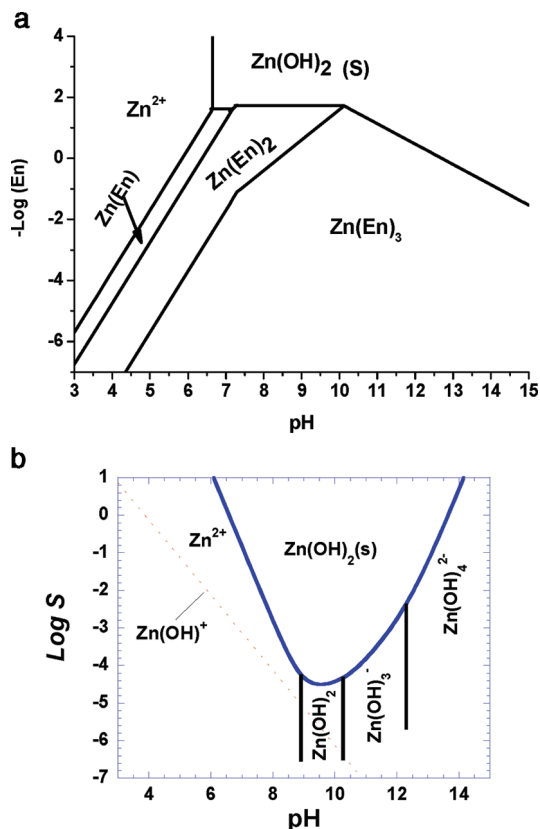 a
4
2
0
-2
-4
-6
-Log (En)
Zn²⁺
Zn(OH)₂ (S)
Zn(En)
Zn(En)₂
Zn(En)₃
3 4 5 6 7 8 9 10 11 12 13 14 15
pH
b
1
0
-1
-2
-3
-4
-5
-6
-7
Log S
Zn²⁺
Zn(OH)₂(s)
Zn(OH)⁺
Zn(OH)₂
Zn(OH)₃⁻
Zn(OH)₄²⁻
4 6 8 10 12 14
pH